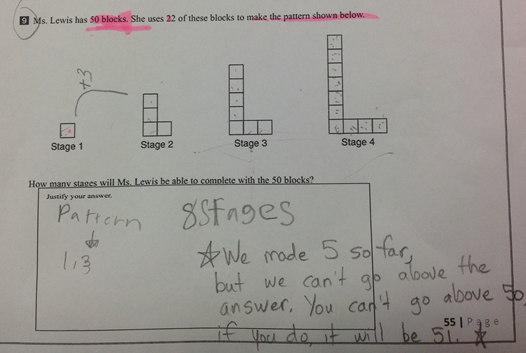 9 Ms. Lewis has 50 blocks. She uses 22 of these blocks to make the pattern shown below.
+3
Stage 1 Stage 2 Stage 3 Stage 4
How many stages will Ms. Lewis be able to complete with the 50 blocks?
Justify your answer.
Pattern 8 Stages
1,3
We made 5 so far,
but we can't go above the
answer. You can't go above 50
55 | Page
if you do, it will be 51.